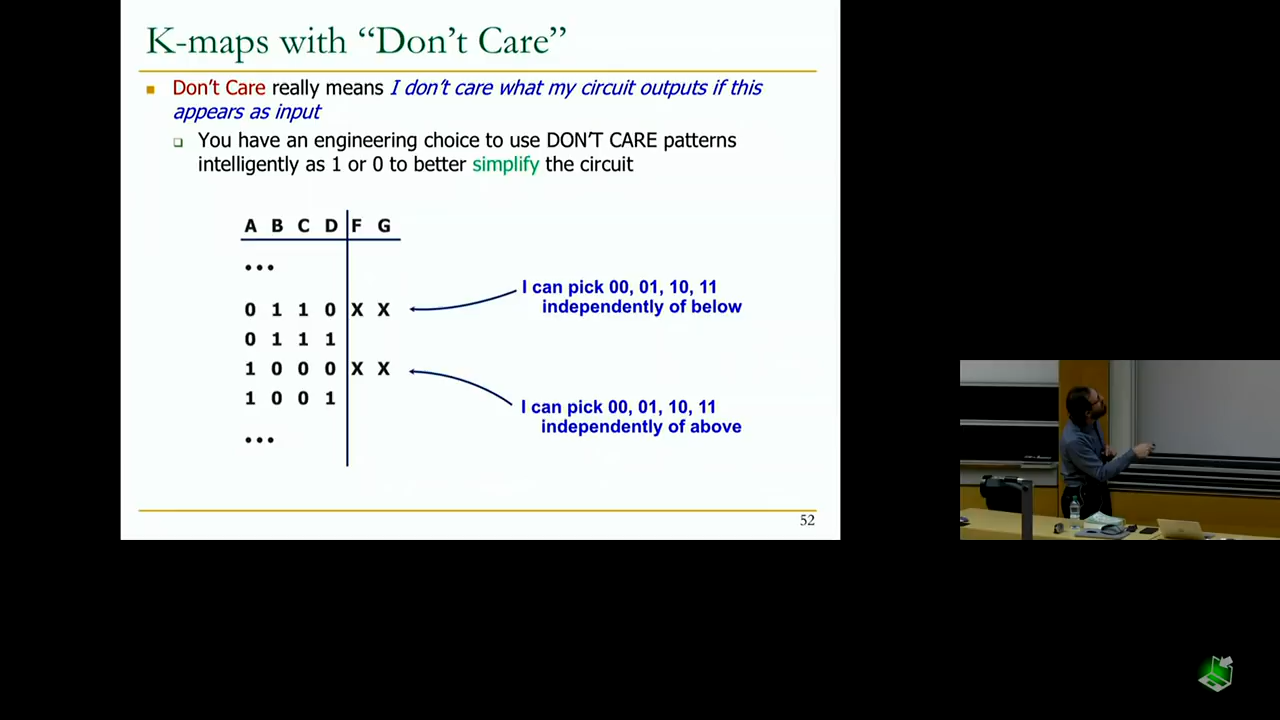 K-maps with “Don’t Care”
Don’t Care really means I don’t care what my circuit outputs if this
appears as input
You have an engineering choice to use DON’T CARE patterns
intelligently as 1 or 0 to better simplify the circuit
A B C D F G
•••
0 1 1 0 X X
I can pick 00, 01, 10, 11
independently of below
0 1 1 1
1 0 0 0 X X
1 0 0 1
I can pick 00, 01, 10, 11
independently of above
•••
52